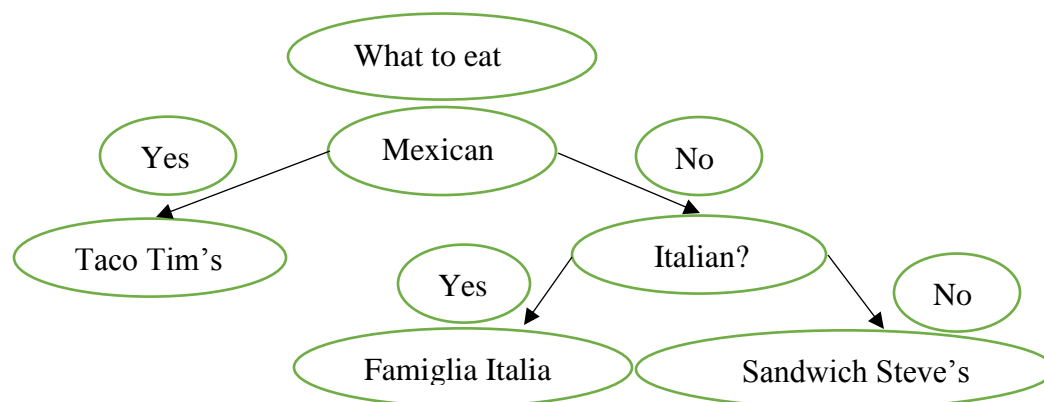 What to eat
Yes
Mexican
No
Taco Tim’s
Italian?
Yes
No
Famiglia Italia
Sandwich Steve’s